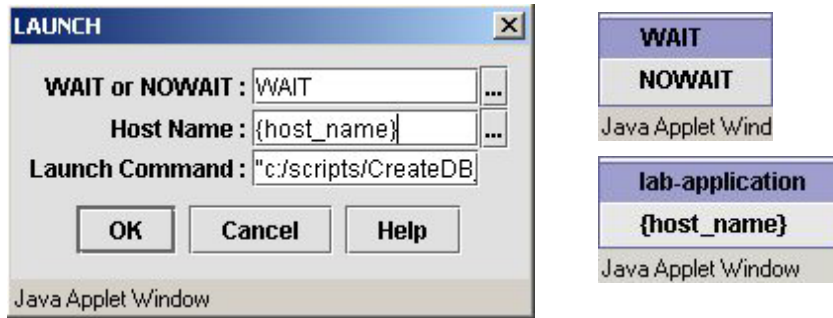 LAUNCH
WAIT or NOWAIT : WAIT ...
Host Name : {host_name} ...
Launch Command : "c:/scripts/CreateDB_
OK Cancel Help
Java Applet Window
WAIT
NOWAIT
Java Applet Wind
lab-application
{host_name}
Java Applet Window